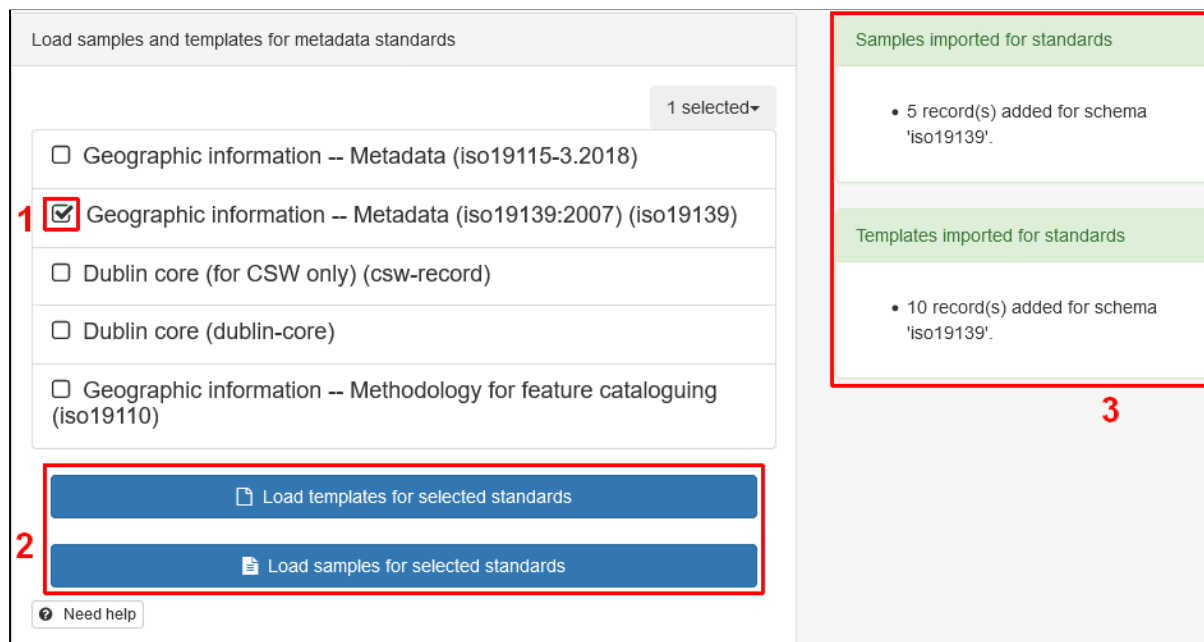 Load samples and templates for metadata standards
1 selected
Geographic information -- Metadata (iso19115-3.2018)
1
Geographic information -- Metadata (iso19139:2007) (iso19139)
Dublin core (for CSW only) (csw-record)
Dublin core (dublin-core)
Geographic information -- Methodology for feature cataloguing
(iso19110)
2
Load templates for selected standards
Load samples for selected standards
Need help
Samples imported for standards
• 5 record(s) added for schema
'iso19139'.
Templates imported for standards
• 10 record(s) added for schema
'iso19139'.
3